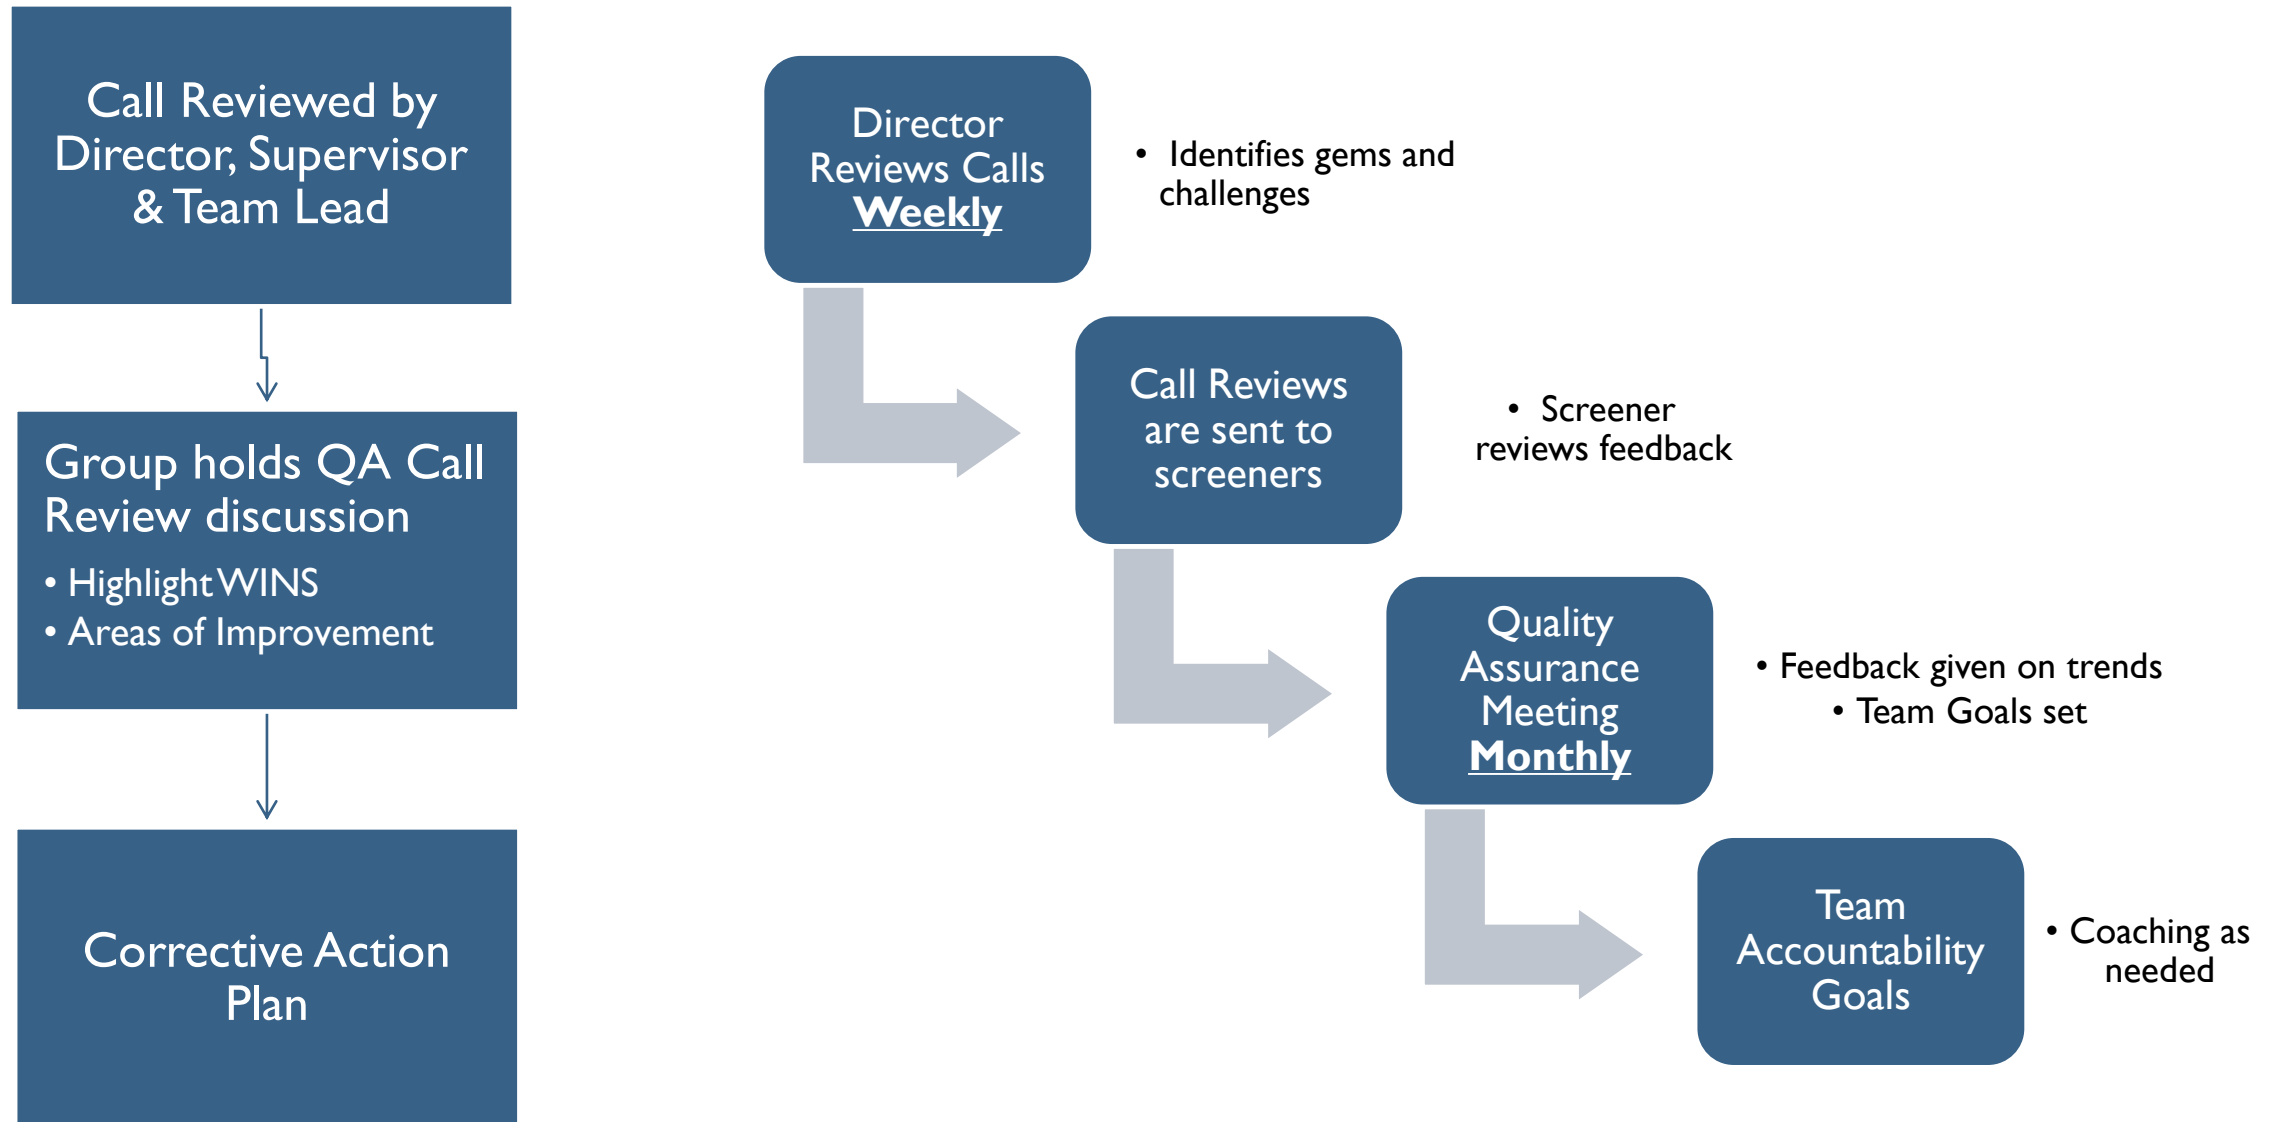 Call Reviewed by
Director, Supervisor
& Team Lead
Group holds QA Call
Review discussion
• Highlight WINS
• Areas of Improvement
Corrective Action
Plan
Director
Reviews Calls
Weekly
• Identifies gems and
challenges
Call Reviews
are sent to
screeners
• Screener
reviews feedback
Quality
Assurance
Meeting
Monthly
• Feedback given on trends
• Team Goals set
Team
Accountability
Goals
• Coaching as
needed